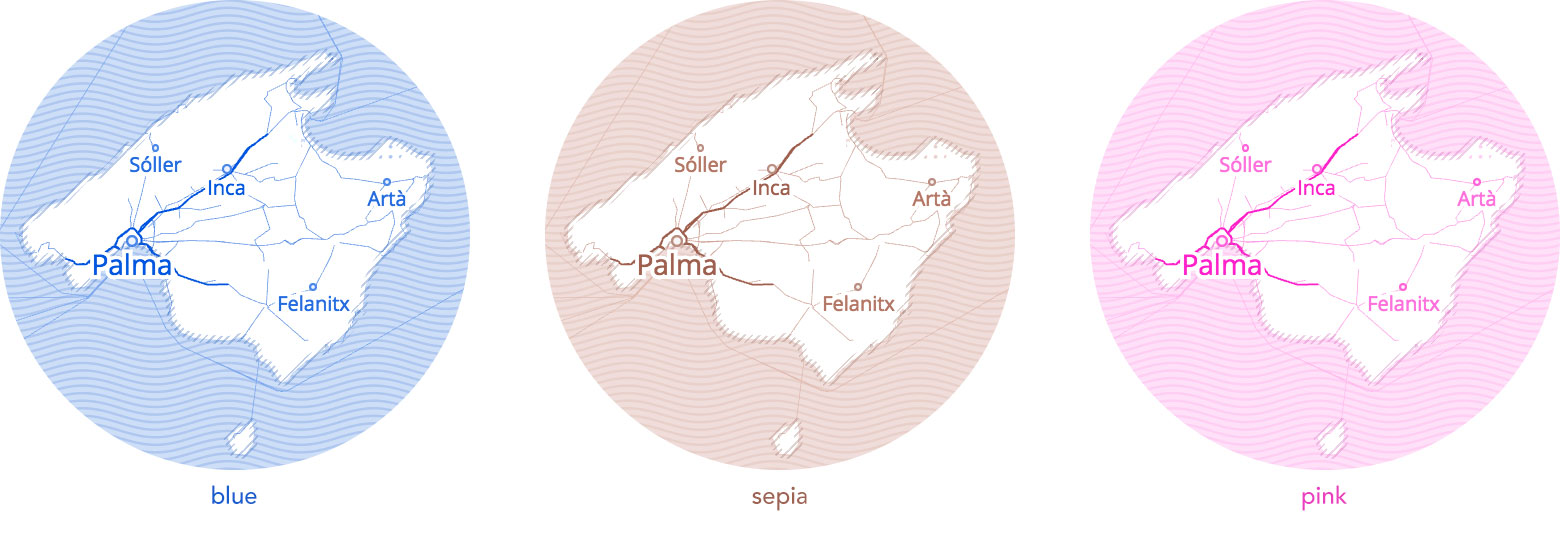 Sóller
Inca
Artà
Palma
Felanitx
blue
Sóller
Inca
Artà
Palma
Felanitx
sepia
Sóller
Inca
Artà
Palma
Felanitx
pink